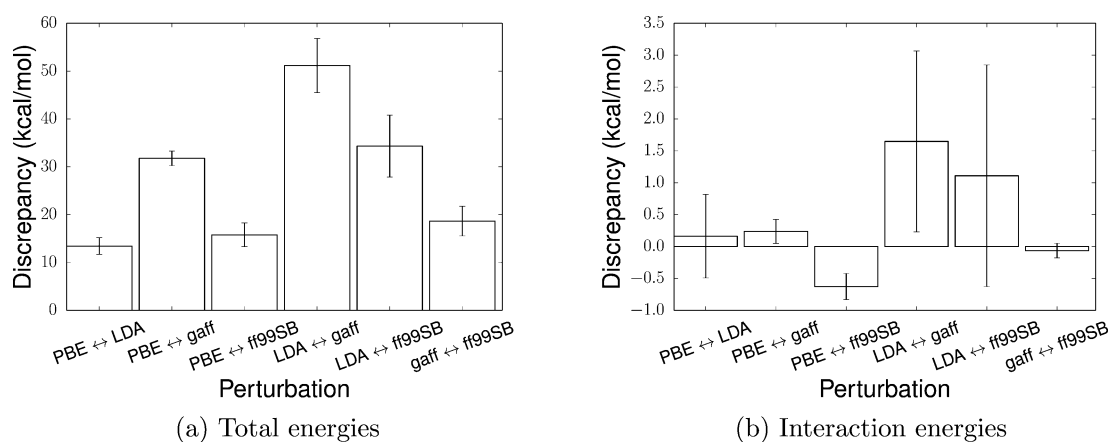 60
50
40
30
20
10
0
Discrepancy (kcal/mol)
PBE ↔ LDA
PBE ↔ gaff
PBE ↔ ff99SB
LDA ↔ gaff
LDA ↔ ff99SB
gaff ↔ ff99SB
Perturbation
(a) Total energies
3.5
3.0
2.5
2.0
1.5
1.0
0.5
0.0
−0.5
−1.0
Discrepancy (kcal/mol)
PBE ↔ LDA
PBE ↔ gaff
PBE ↔ ff99SB
LDA ↔ gaff
LDA ↔ ff99SB
gaff ↔ ff99SB
Perturbation
(b) Interaction energies